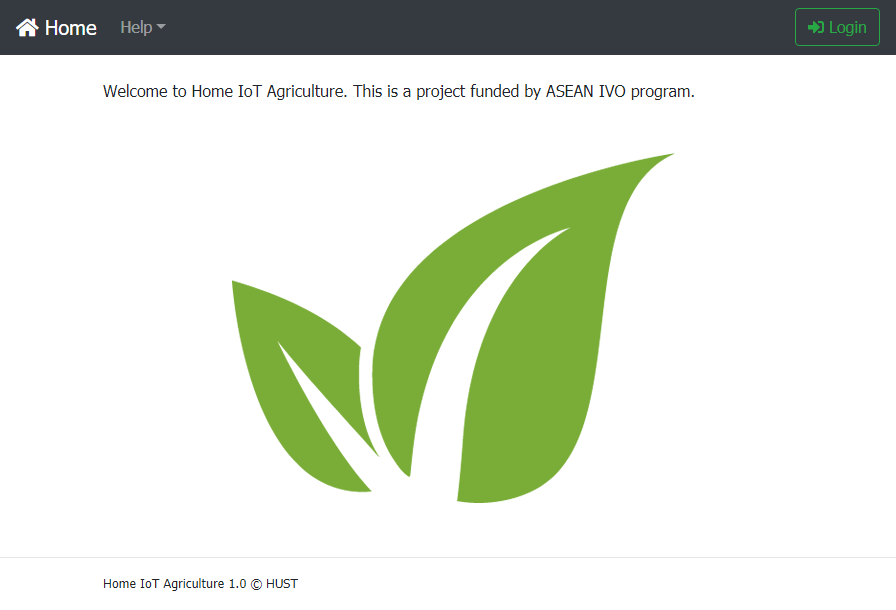 Home Help Login
Welcome to Home IoT Agriculture. This is a project funded by ASEAN IVO program.
Home IoT Agriculture 1.0 © HUST